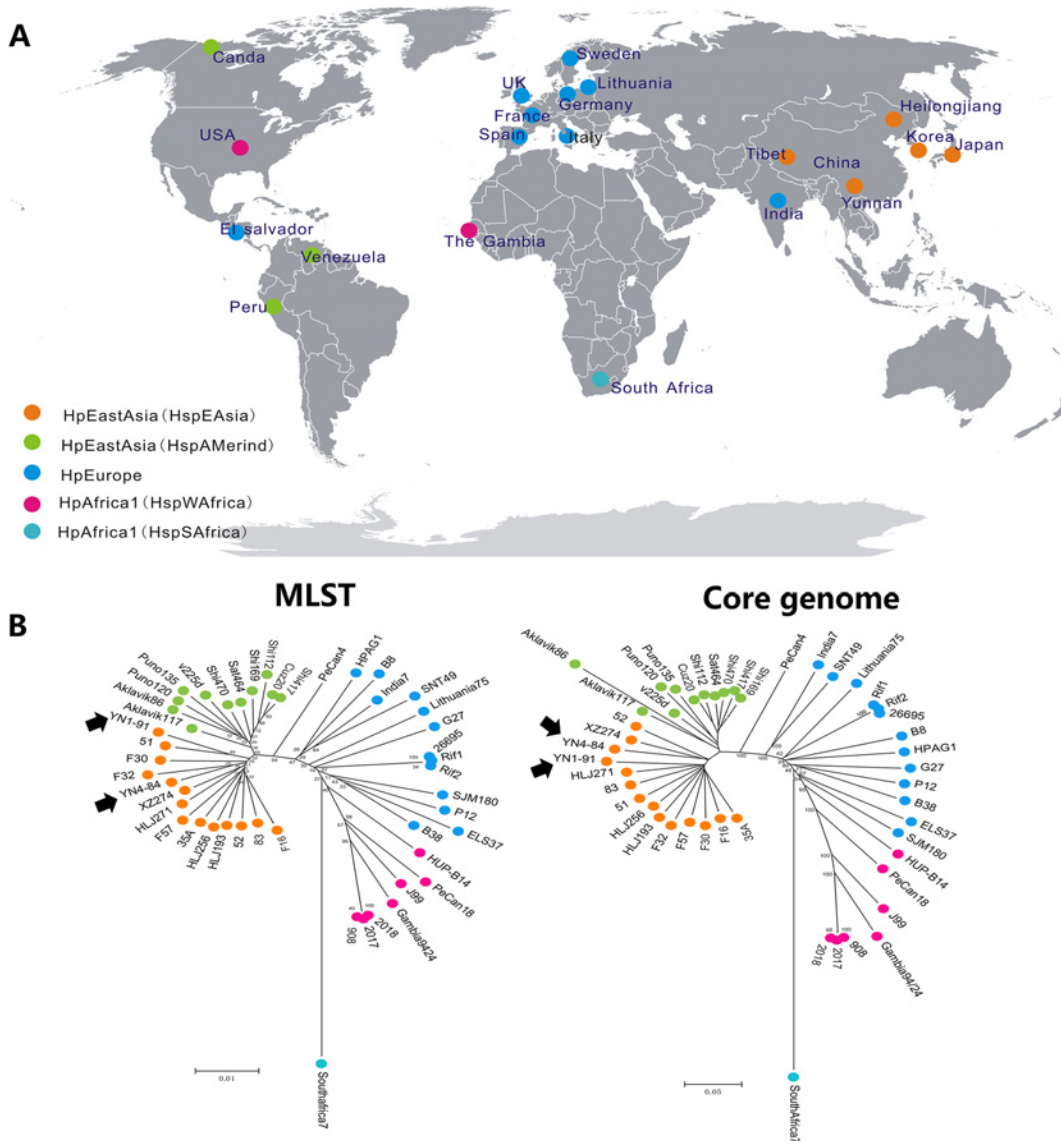 A
Canda
USA
El salvador
Venezuela
Peru
Sweden
UK
Lithuania
Germany
France
Spain
Italy
The Gambia
South Africa
Heilongjiang
Korea
Japan
Tibet
China
Yunnan
India
HpEastAsia(HspEAsia)
HpEastAsia(HspAMerind)
HpEurope
HpAfrica1(HspWAfrica)
HpAfrica1(HspSAfrica)
B
MLST
Puno135
Puno120
Aklavik86
Aklavik117
v225d
Shi470
Sat464
Shi169
Shi112
Cuz20
Shi417
PeCan4
HPAG1
B8
India7
SNT49
Lithuania75
G27
26695
Rif1
Rif2
SJM180
P12
ELS37
B38
HUP-B14
PeCan18
J99
Gambia9424
2018
2017
908
Southafrica7
F16
83
52
HLJ193
HLJ256
35A
F57
HLJ271
XZ274
YN4-84
F32
F30
51
YN1-91
0.01
Core genome
Aklavik86
Aklavik117
v225d
Puno120
Puno135
Cuz20
Shi112
Sat464
Shi470
Shi417
Shi169
PeCan4
India7
SNT49
Lithuania75
Rif1
Rif2
26695
B8
HPAG1
G27
P12
B38
ELS37
SJM180
HUP-B14
PeCan18
J99
Gambia94/24
908
2017
2018
SouthAfrica7
35A
F16
F30
F57
F32
HLJ193
HLJ256
51
83
HLJ271
YN1-91
YN4-84
XZ274
52
0.05